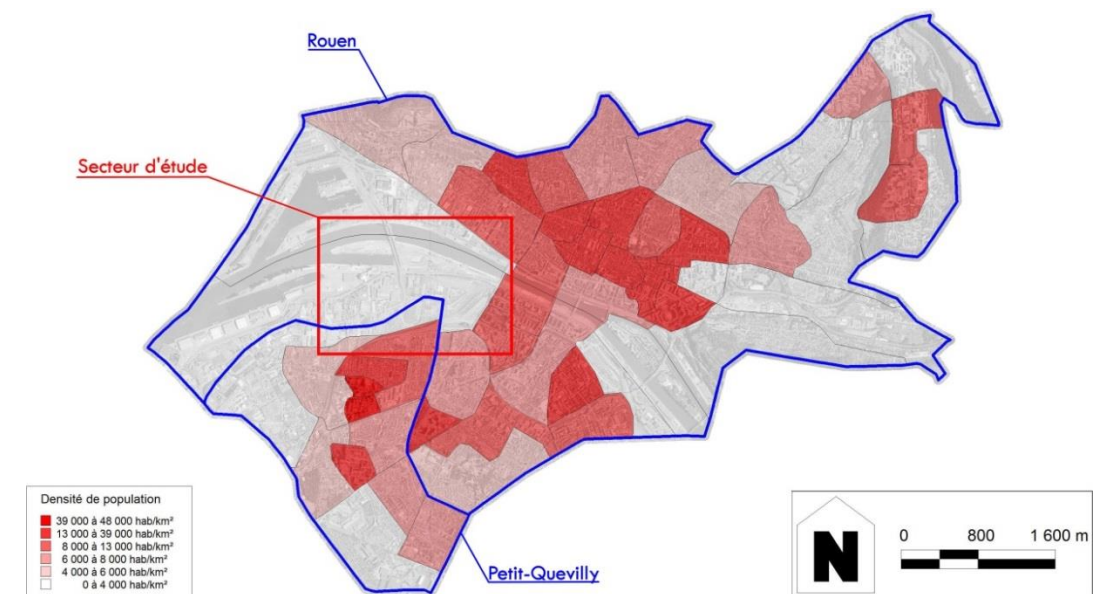 Rouen
Secteur d'étude
Densité de population
39 000 à 48 000 hab/km²
13 000 à 39 000 hab/km²
8 000 à 13 000 hab/km²
6 000 à 8 000 hab/km²
4 000 à 6 000 hab/km²
0 à 4 000 hab/km²
Petit-Quevilly
N
0 800 1 600 m